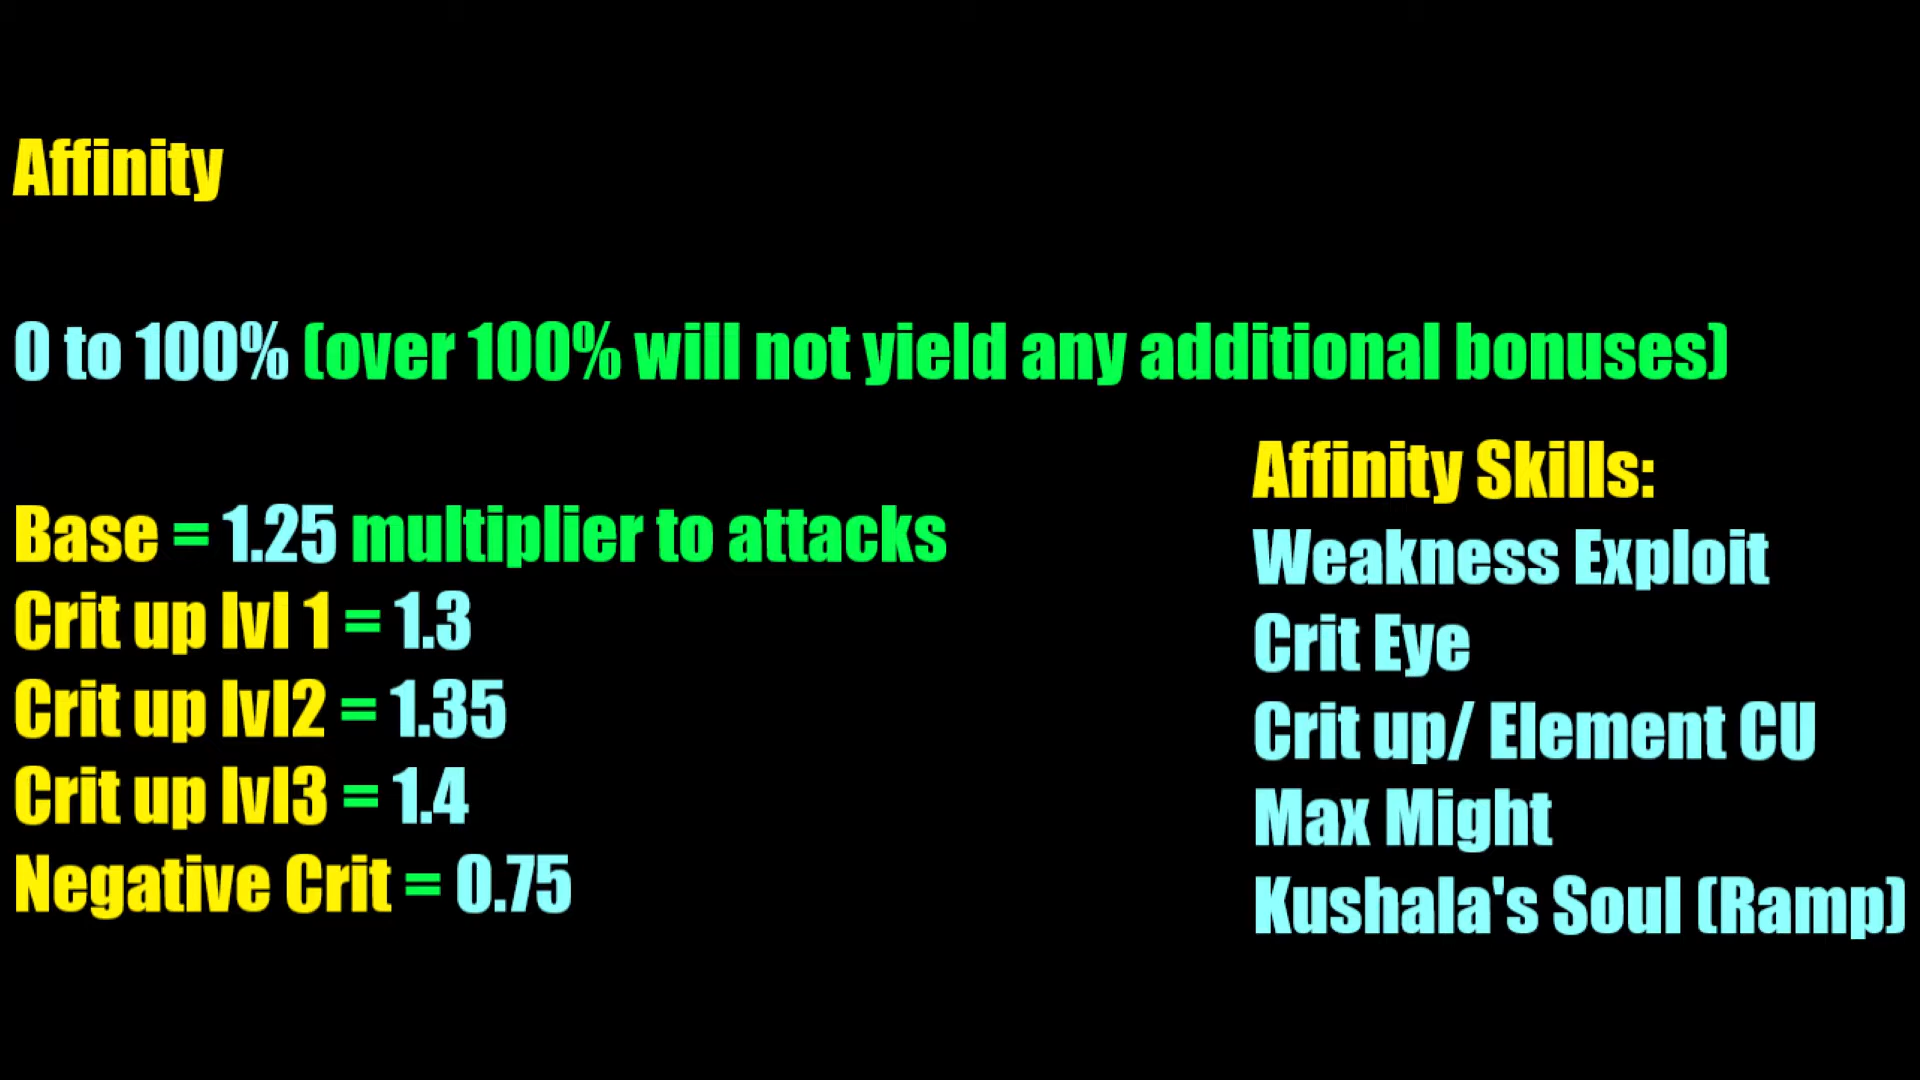 Affinity
0 to 100% (over 100% will not yield any additional bonuses)
Base = 1.25 multiplier to attacks
Crit up lvl 1 = 1.3
Crit up lvl2 = 1.35
Crit up lvl3 = 1.4
Negative Crit = 0.75
Affinity Skills:
Weakness Exploit
Crit Eye
Crit up/ Element CU
Max Might
Kushala's Soul (Ramp)